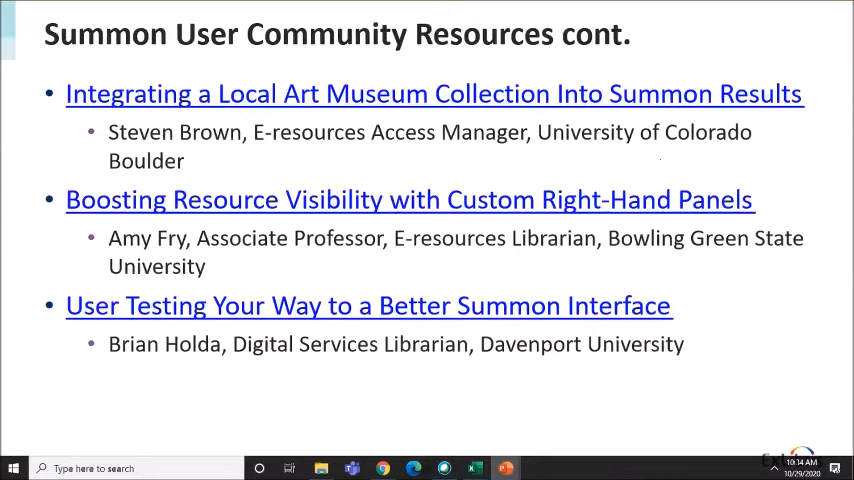 Summon User Community Resources cont.
• Integrating a Local Art Museum Collection Into Summon Results
• Steven Brown, E-resources Access Manager, University of Colorado
Boulder
• Boosting Resource Visibility with Custom Right-Hand Panels
• Amy Fry, Associate Professor, E-resources Librarian, Bowling Green State
University
• User Testing Your Way to a Better Summon Interface
• Brian Holda, Digital Services Librarian, Davenport University
Type here to search
10:14 AM
10/29/2020